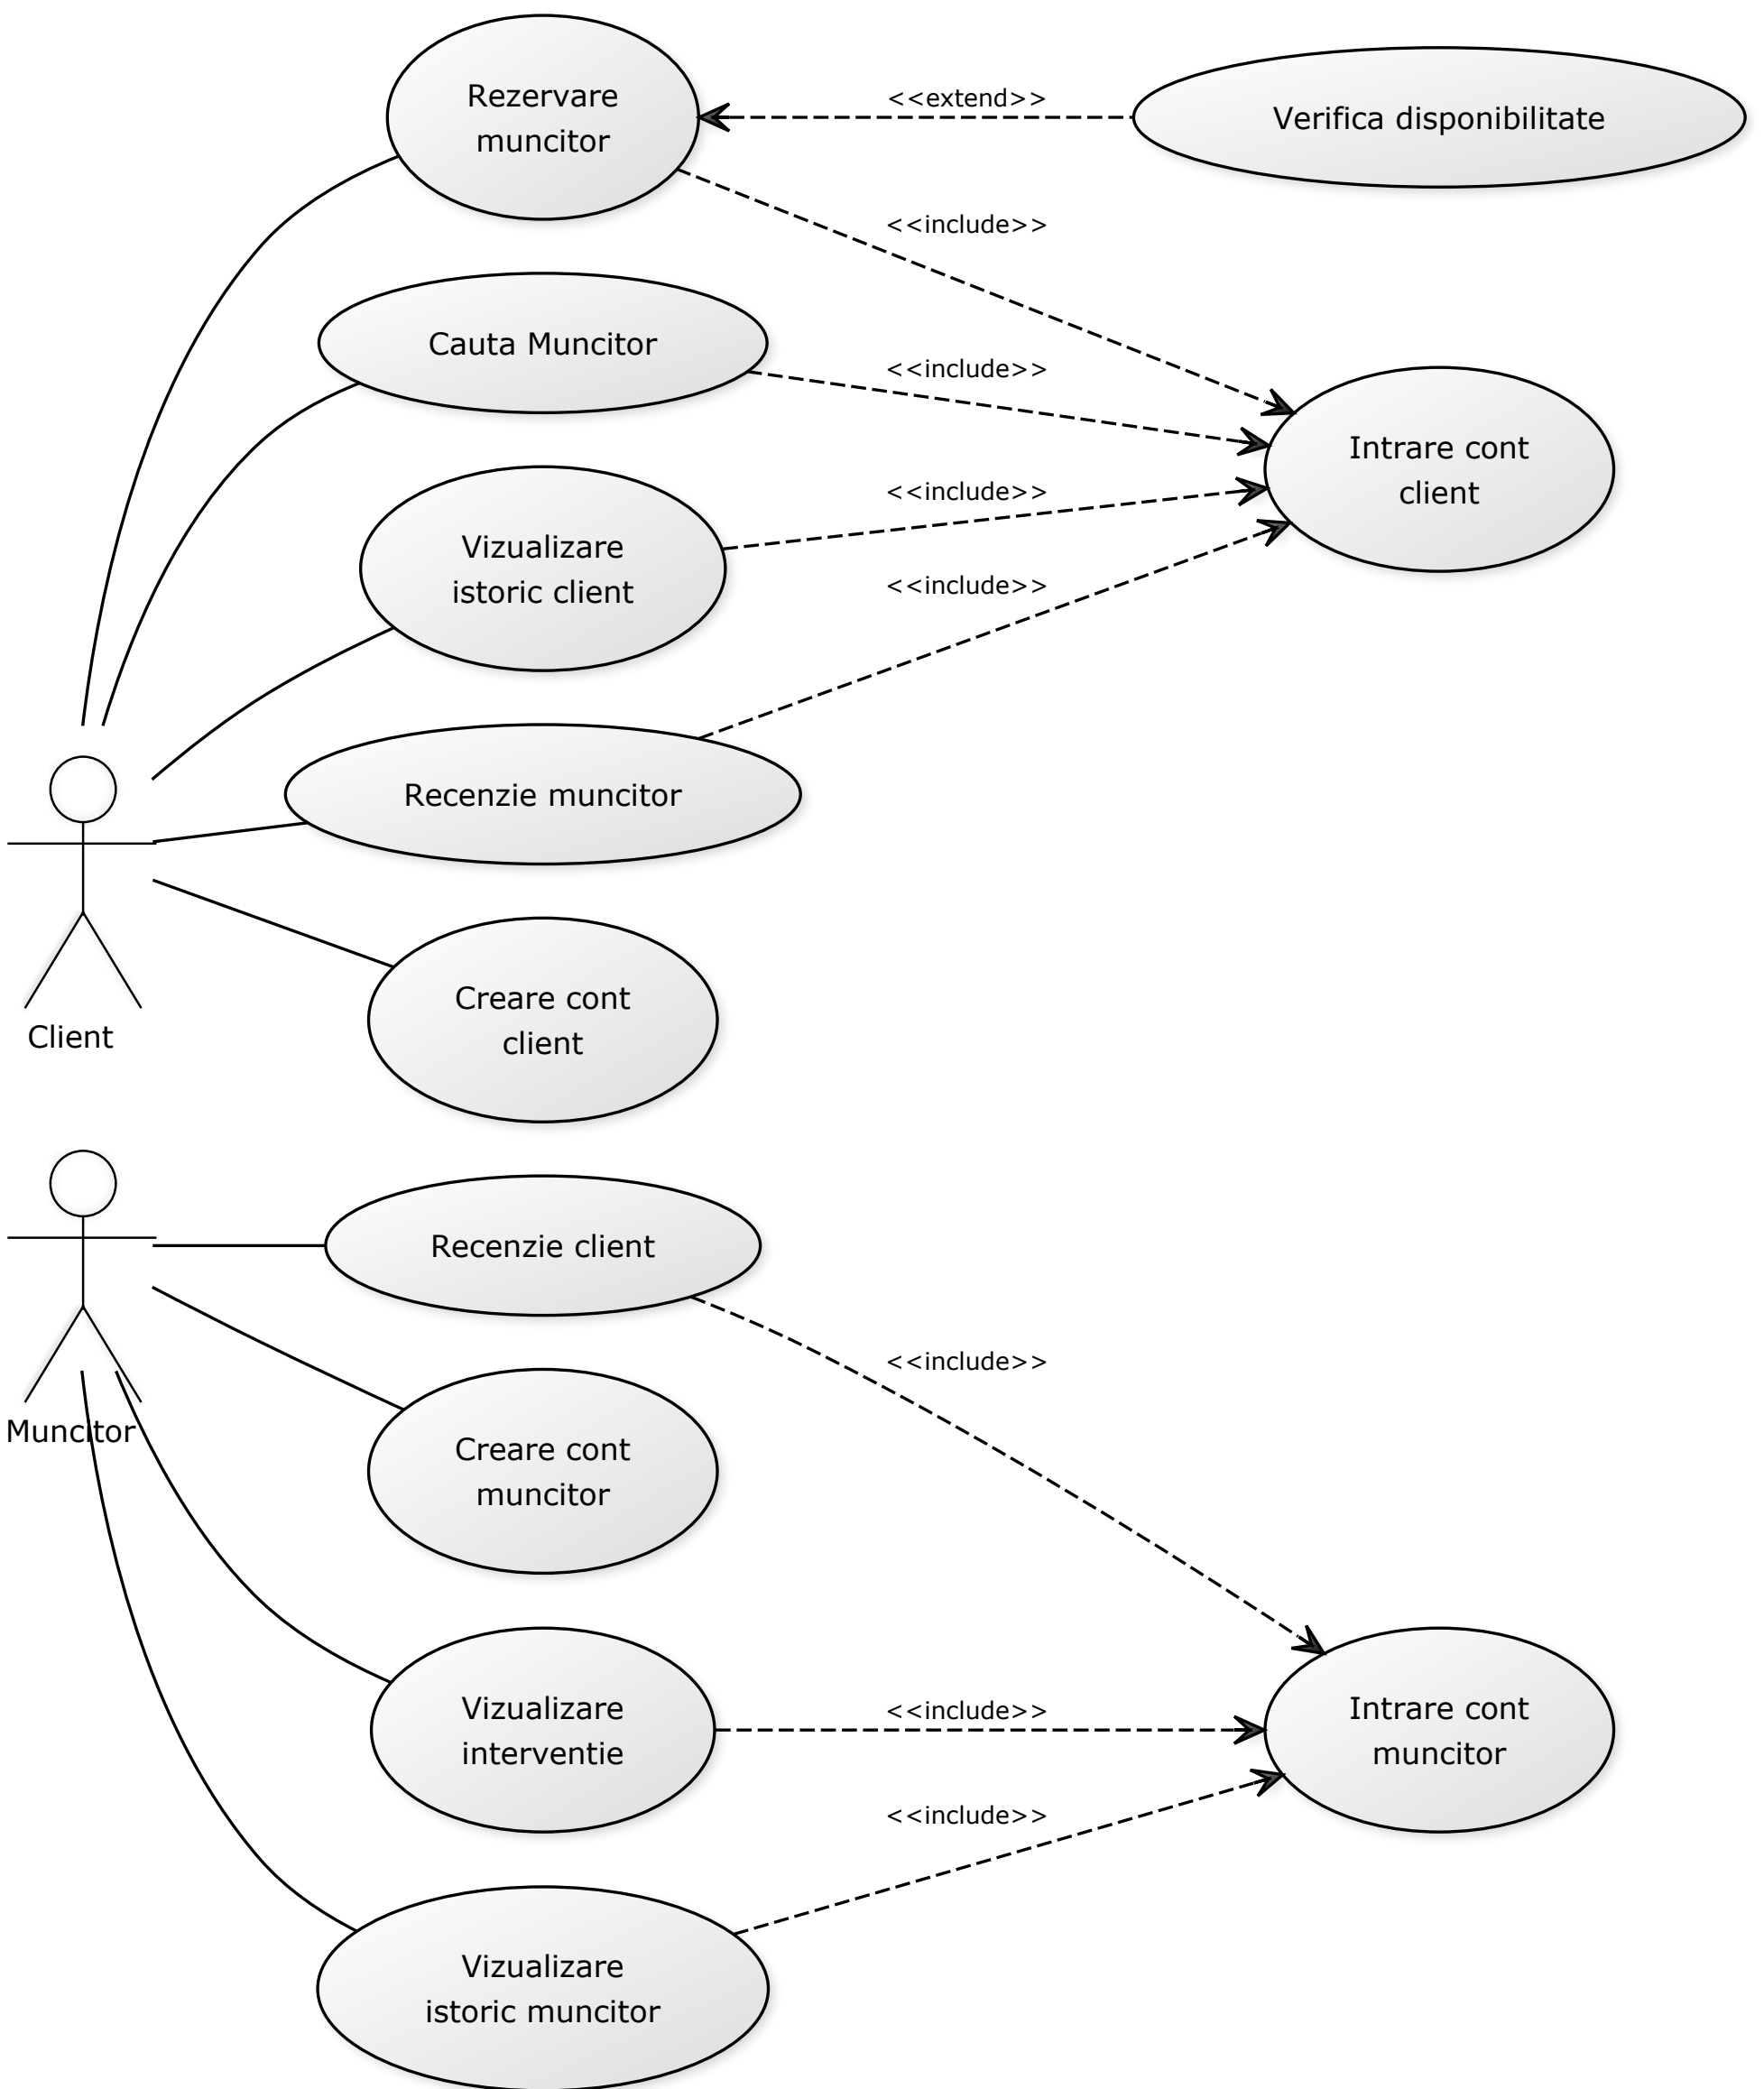 Rezervare
muncitor
<<extend>>
Verifica disponibilitate
<<include>>
Cauta Muncitor
<<include>>
Intrare cont
client
Vizualizare
istoric client
<<include>>
<<include>>
Recenzie muncitor
Creare cont
client
Client
Recenzie client
<<include>>
Creare cont
muncitor
Muncitor
Vizualizare
interventie
<<include>>
Intrare cont
muncitor
<<include>>
Vizualizare
istoric muncitor